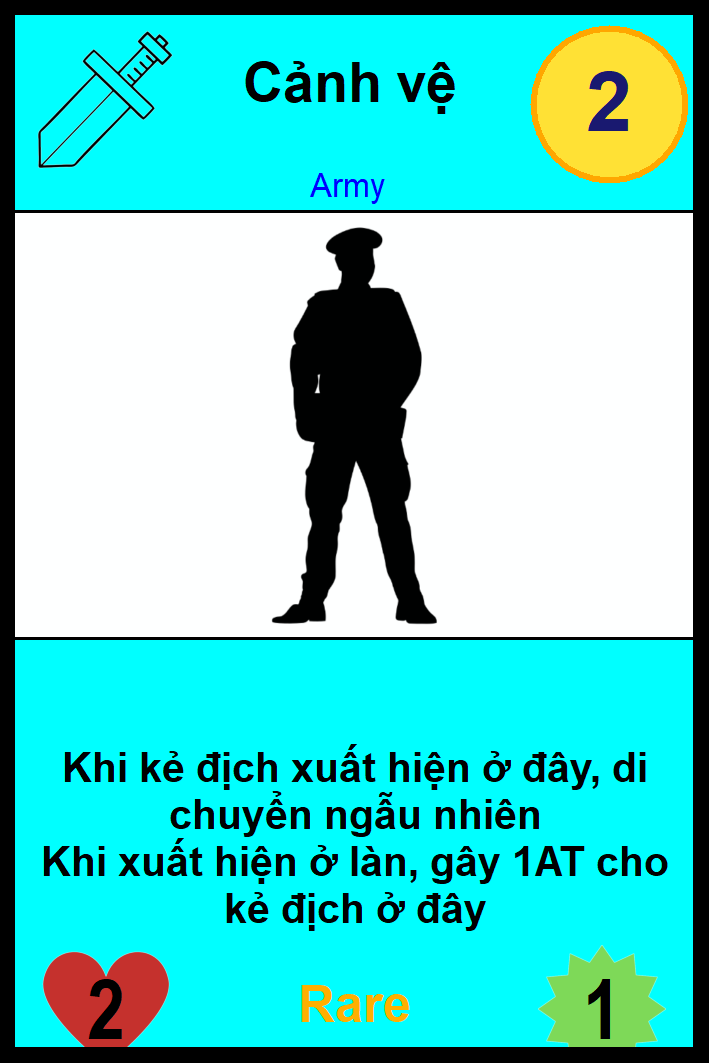 Cảnh vệ
2
Army
Khi kẻ địch xuất hiện ở đây, di
chuyển ngẫu nhiên
Khi xuất hiện ở làn, gây 1AT cho
kẻ địch ở đây
2
Rare
1